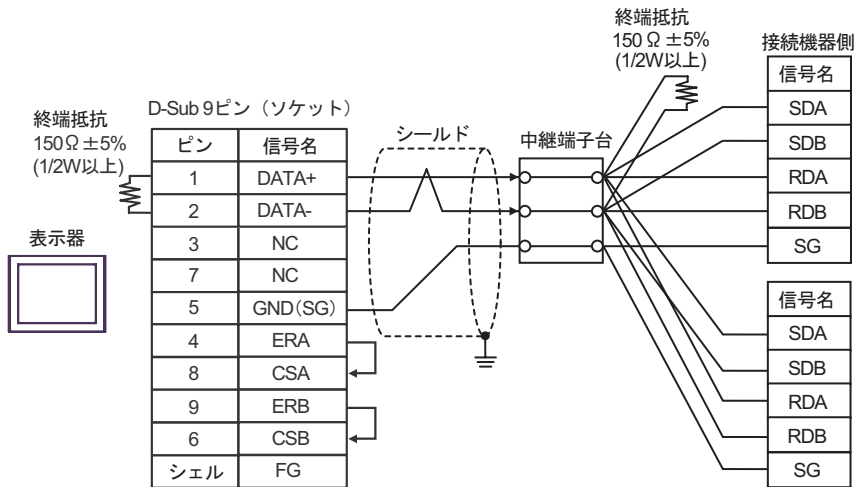 終端抵抗
150Ω±5%
(1/2W以上)
表示器
D-Sub 9ピン（ソケット）
ピン 信号名
1 DATA+
2 DATA-
3 NC
7 NC
5 GND(SG)
4 ERA
8 CSA
9 ERB
6 CSB
シェル FG
シールド
中継端子台
終端抵抗
150 Ω ±5%
(1/2W以上)
接続機器側
信号名
SDA
SDB
RDA
RDB
SG
信号名
SDA
SDB
RDA
RDB
SG